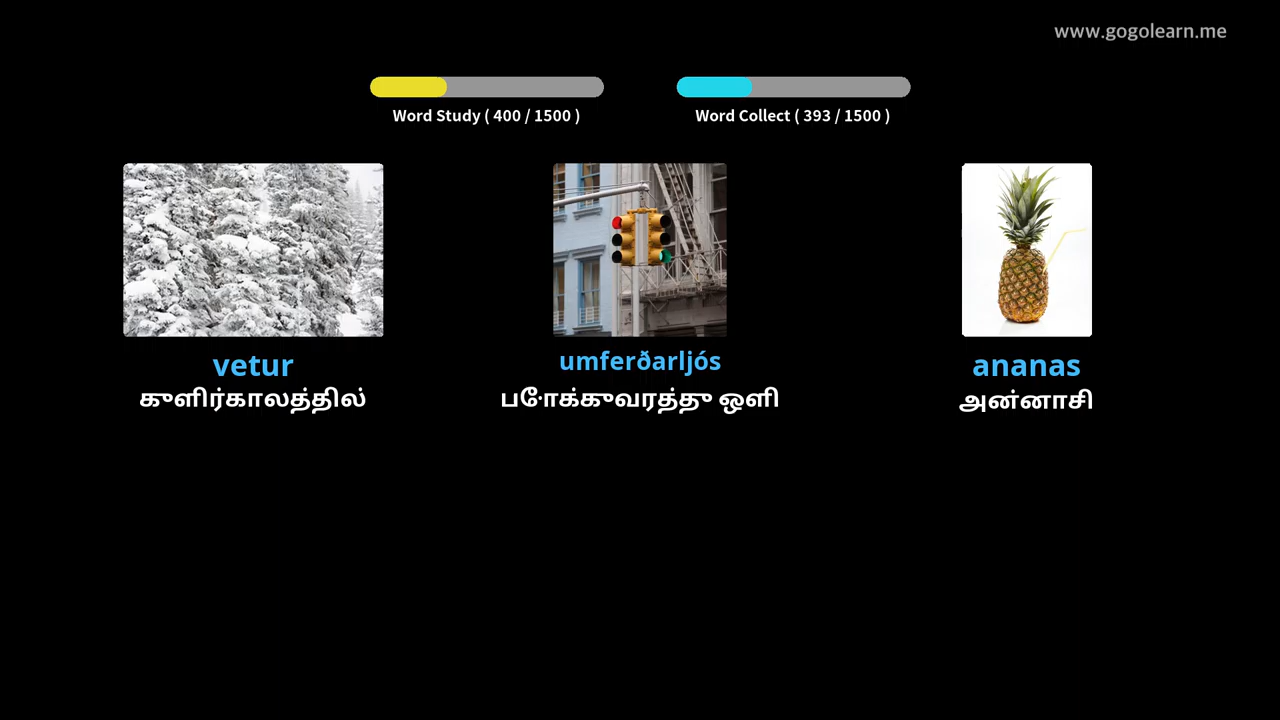 www.gogolearn.me
Word Study ( 400 / 1500 )
Word Collect ( 393 / 1500 )
vetur
குளிர்காலத்தில்
umferðarljós
போக்குவரத்து ஒளி
ananas
அன்னாசி